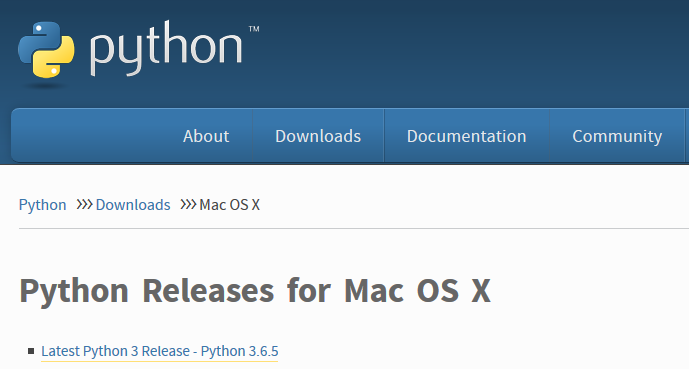 python™
About Downloads Documentation Community
Python >>> Downloads >>> Mac OS X
Python Releases for Mac OS X
Latest Python 3 Release - Python 3.6.5